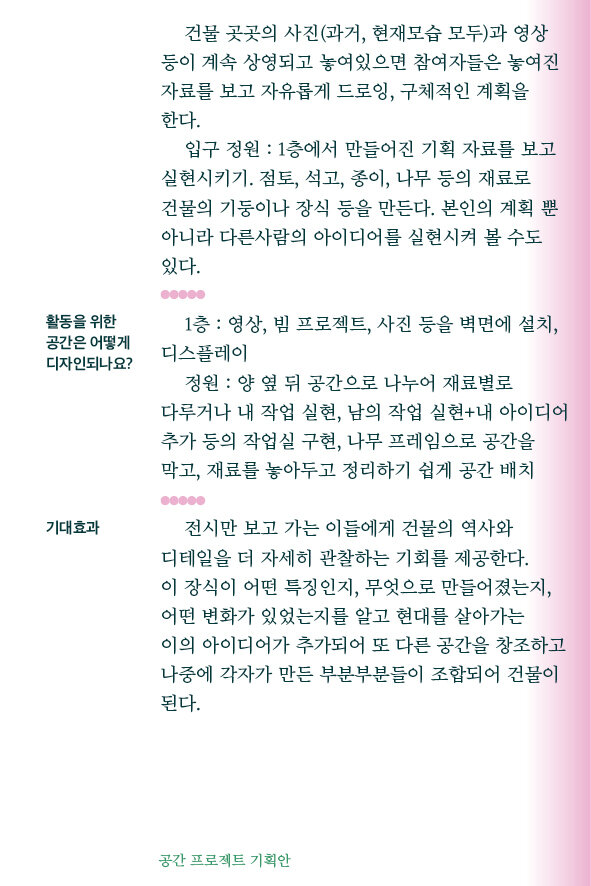 건물 곳곳의 사진(과거, 현재모습 모두)과 영상
등이 계속 상영되고 놓여있으면 참여자들은 놓여진
자료를 보고 자유롭게 드로잉, 구체적인 계획을
한다.
입구 정원 : 1층에서 만들어진 기획 자료를 보고
실현시키기. 점토, 석고, 종이, 나무 등의 재료로
건물의 기둥이나 장식 등을 만든다. 본인의 계획 뿐
아니라 다른사람의 아이디어를 실현시켜 볼 수도
있다.
활동을 위한
공간은 어떻게
디자인되나요?
1층 : 영상, 빔 프로젝트, 사진 등을 벽면에 설치,
디스플레이
정원 : 양 옆 뒤 공간으로 나누어 재료별로
다루거나 내 작업 실현, 남의 작업 실현+내 아이디어
추가 등의 작업실 구현, 나무 프레임으로 공간을
막고, 재료를 놓아두고 정리하기 쉽게 공간 배치
기대효과
전시만 보고 가는 이들에게 건물의 역사와
디테일을 더 자세히 관찰하는 기회를 제공한다.
이 장식이 어떤 특징인지, 무엇으로 만들어졌는지,
어떤 변화가 있었는지를 알고 현대를 살아가는
이의 아이디어가 추가되어 또 다른 공간을 창조하고
나중에 각자가 만든 부분부분들이 조합되어 건물이
된다.
공간 프로젝트 기획안